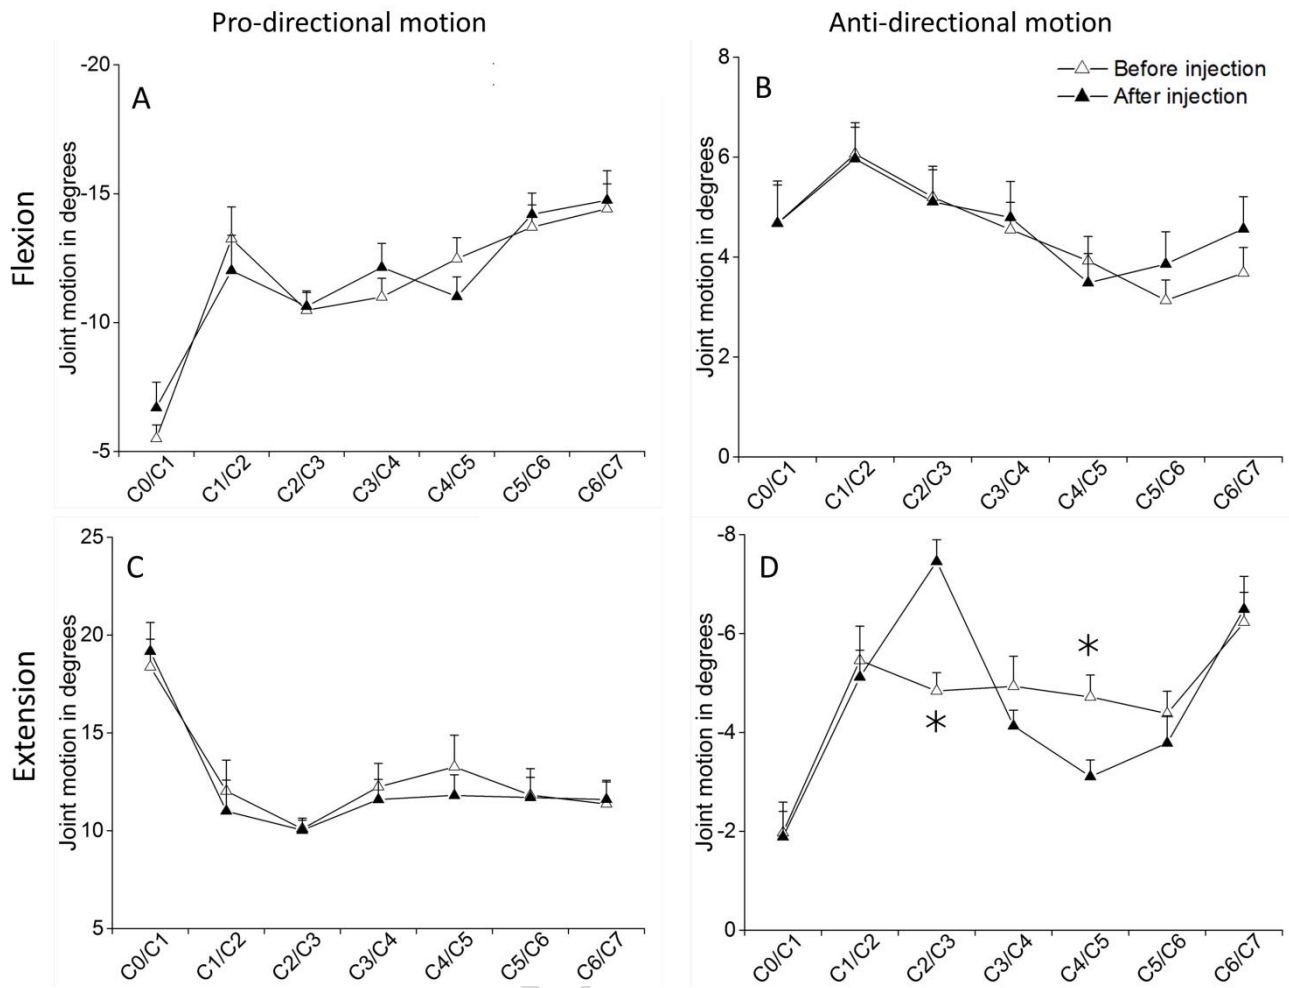 Pro-directional motion
Anti-directional motion
Flexion
Extension
A
Joint motion in degrees
-20
-15
-10
-5
C0/C1 C1/C2 C2/C3 C3/C4 C4/C5 C5/C6 C6/C7
B
Before injection
After injection
Joint motion in degrees
8
6
4
2
0
C0/C1 C1/C2 C2/C3 C3/C4 C4/C5 C5/C6 C6/C7
C
Joint motion in degrees
25
20
15
10
5
C0/C1 C1/C2 C2/C3 C3/C4 C4/C5 C5/C6 C6/C7
D
Joint motion in degrees
-8
-6
-4
-2
0
*
*
C0/C1 C1/C2 C2/C3 C3/C4 C4/C5 C5/C6 C6/C7